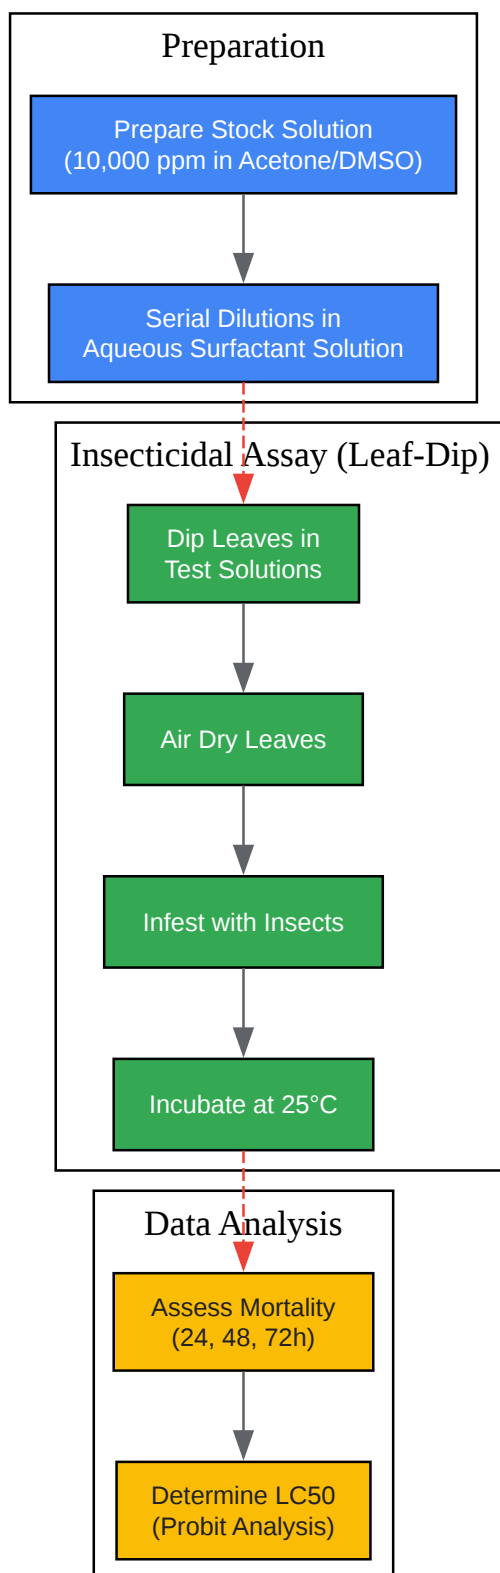 Preparation
Prepare Stock Solution
(10,000 ppm in Acetone/DMSO)
Serial Dilutions in
Aqueous Surfactant Solution
Insecticidal Assay (Leaf-Dip)
Dip Leaves in
Test Solutions
Air Dry Leaves
Infest with Insects
Incubate at 25°C
Data Analysis
Assess Mortality
(24, 48, 72h)
Determine LC50
(Probit Analysis)